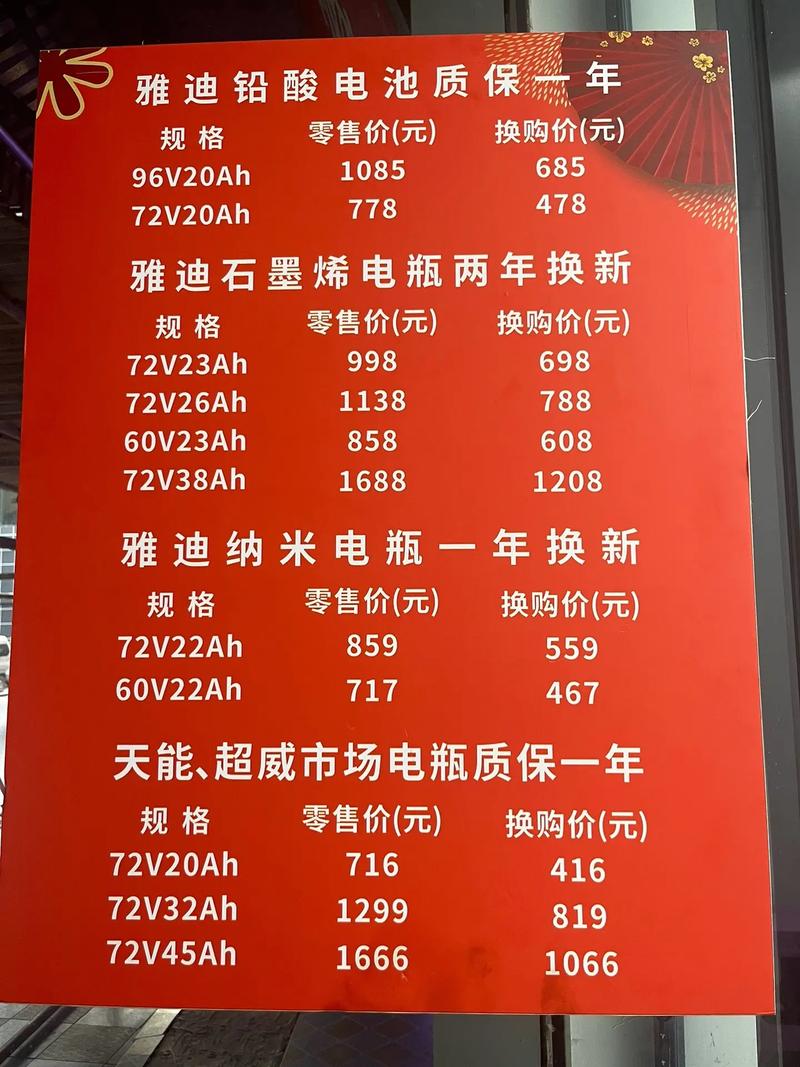 雅迪铅酸电池质保一年
规格 零售价(元) 换购价(元)
96V20Ah 1085 685
72V20Ah 778 478
雅迪石墨烯电瓶两年换新
规格 零售价(元) 换购价(元)
72V23Ah 998 698
72V26Ah 1138 788
60V23Ah 858 608
72V38Ah 1688 1208
雅迪纳米电瓶一年换新
规格 零售价(元) 换购价(元)
72V22Ah 859 559
60V22Ah 717 467
天能、超威市场电瓶质保一年
规格 零售价(元) 换购价(元)
72V20Ah 716 416
72V32Ah 1299 819
72V45Ah 1666 1066